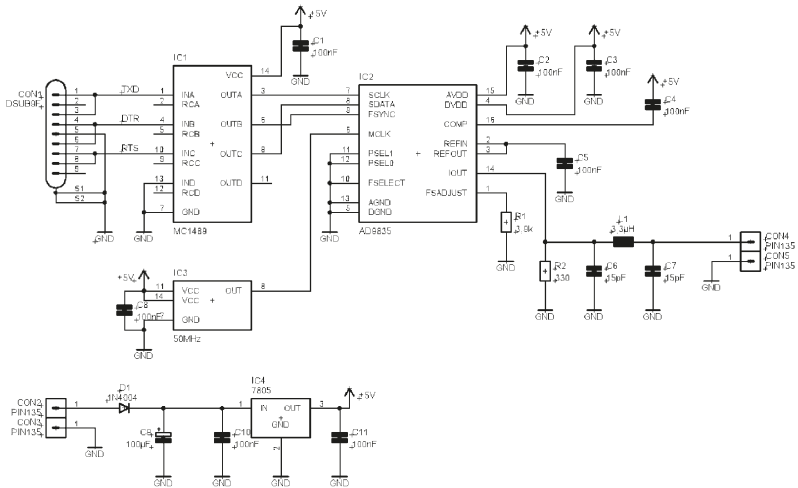 +5V
C1
100nF
GND
IC1
VCC 14
CON1
DSUB9F
1 TXD 1 INA OUTA 3
2 2 RCA
3
4 DTR 4 INB OUTB 6
5 5 RCB
6
7 RTS 10 INC OUTC 8
8 9 RCC
9
13 IND OUTD 11
12 RCD
S1
S2
7 GND
GND
GND
MC1489
IC2
7 SCLK AVDD 15
6 SDATA DVDD 4
8 FSYNC COMP 16
5 MCLK REFIN 2
REFOUT 3
11 PSEL1 IOUT 14
12 PSEL0
10 FSELECT FSADJUST 1
13 AGND
5 DGND
GND
AD9835
+5V
C2
100nF
GND
+5V
C3
100nF
GND
+5V
C4
100nF
C5
100nF
GND
R1
3.9k
GND
R2
330
GND
C6
15pF
GND
L1
3.3µH
C7
15pF
GND
1 CON4
PIN135
1 CON5
PIN135
GND
IC3
+5V
11 VCC OUT 8
14 VCC
GND
C8
100nF
GND
50MHz
CON2
PIN135
1
CON3
PIN135
1
GND
D1
1N4004
C9
100µF
GND
C10
100nF
GND
IC4
7805
1 IN OUT 3
GND
2
GND
+5V
C11
100nF
GND